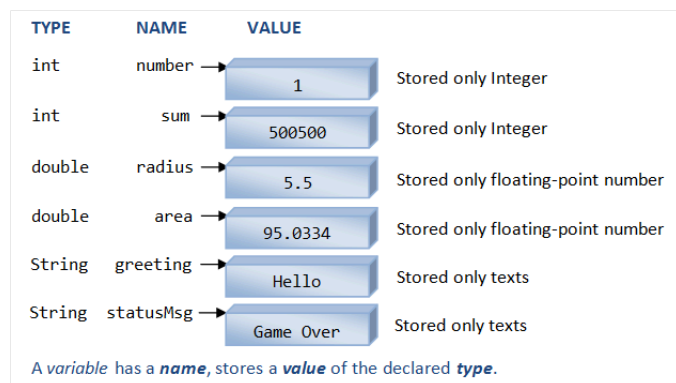 TYPE NAME VALUE
int number 1 Stored only Integer
int sum 500500 Stored only Integer
double radius 5.5 Stored only floating-point number
double area 95.0334 Stored only floating-point number
String greeting Hello Stored only texts
String statusMsg Game Over Stored only texts
A variable has a name, stores a value of the declared type.